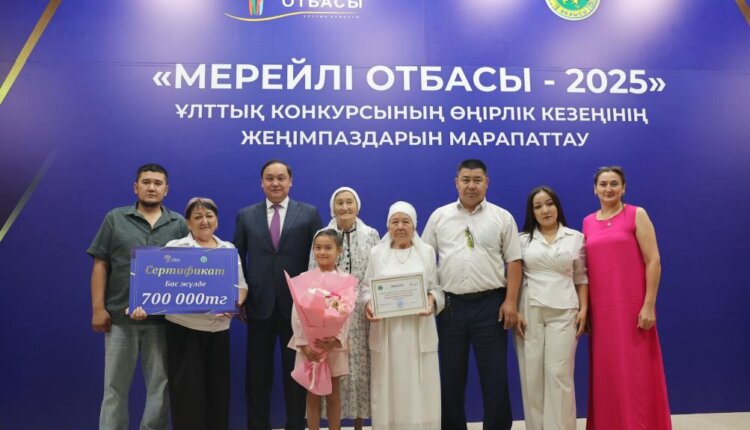 ОТБАСЫ
«МЕРЕЙЛІ ОТБАСЫ - 2025»
ҰЛТТЫҚ КОНКУРСЫНЫҢ ӨҢІРЛІК КЕЗЕҢІНІҢ
ЖЕҢІМПАЗДАРЫН МАРАПАТТАУ
Сертификат
Бас жүлде
700 000тг